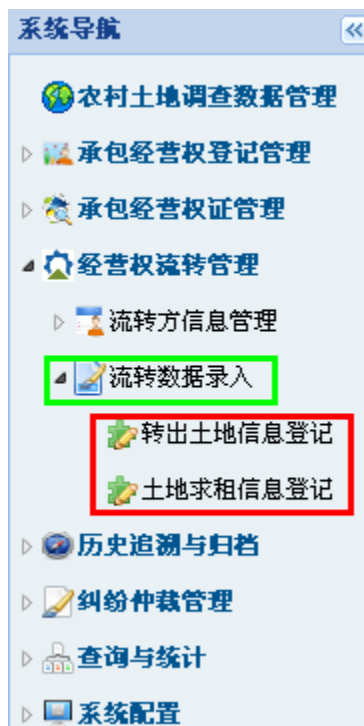 系统导航
农村土地调查数据管理
承包经营权登记管理
承包经营权证管理
经营权流转管理
流转方信息管理
流转数据录入
转出土地信息登记
土地求租信息登记
历史追溯与归档
纠纷仲裁管理
查询与统计
系统配置